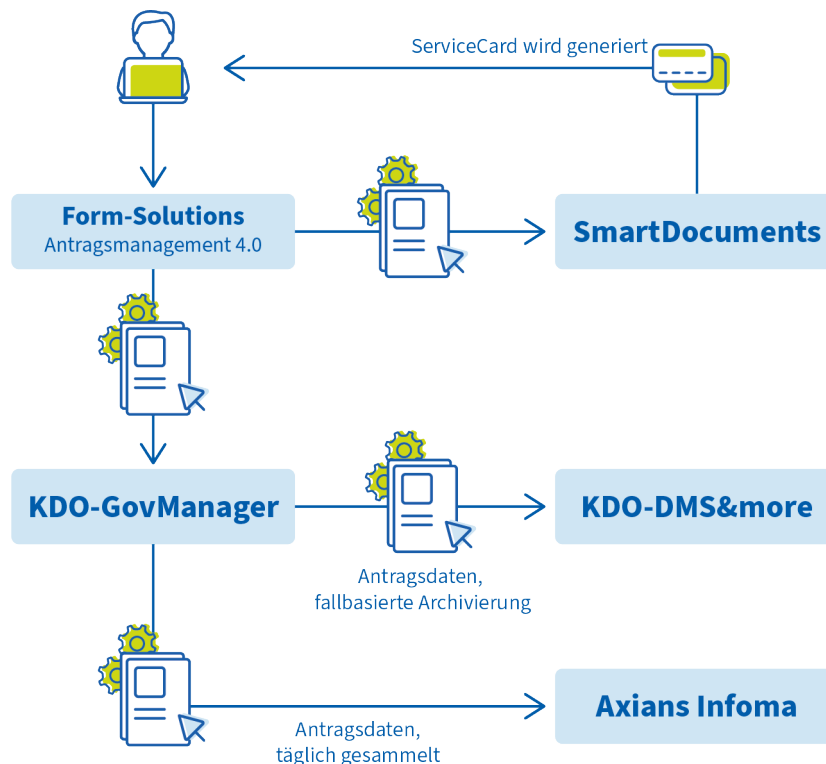 ServiceCard wird generiert
Form-Solutions
Antragsmanagement 4.0
SmartDocuments
KDO-GovManager
KDO-DMS&more
Antragsdaten,
fallbasierte Archivierung
Axians Infoma
Antragsdaten,
täglich gesammelt